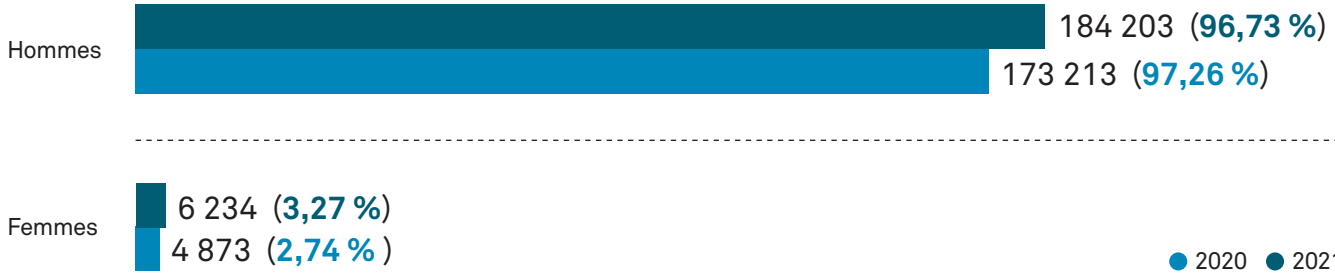 184 203 (96,73 %)
Hommes
173 213 (97,26 %)
6 234 (3,27 %)
Femmes
4 873 (2,74 % )
2020 2021